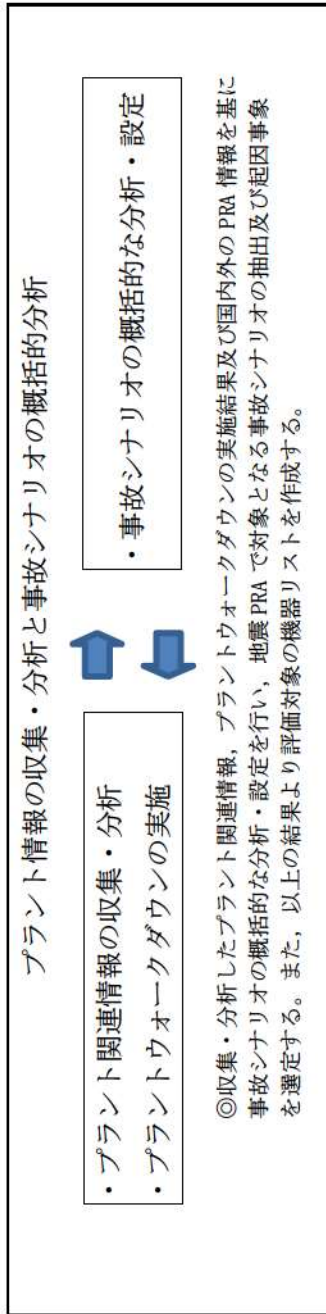 プラント情報の収集・分析と事故シナリオの概括的分析
・プラント関連情報の収集・分析
・プラントウォークダウンの実施
・事故シナリオの概括的な分析・設定
◎収集・分析したプラント関連情報，プラントウォークダウンの実施結果及び国内外のPRA情報を基に
事故シナリオの概括的な分析・設定を行い，地震PRAで対象となる事故シナリオの抽出及び起因事象
を選定する。また，以上の結果より評価対象の機器リストを作成する。